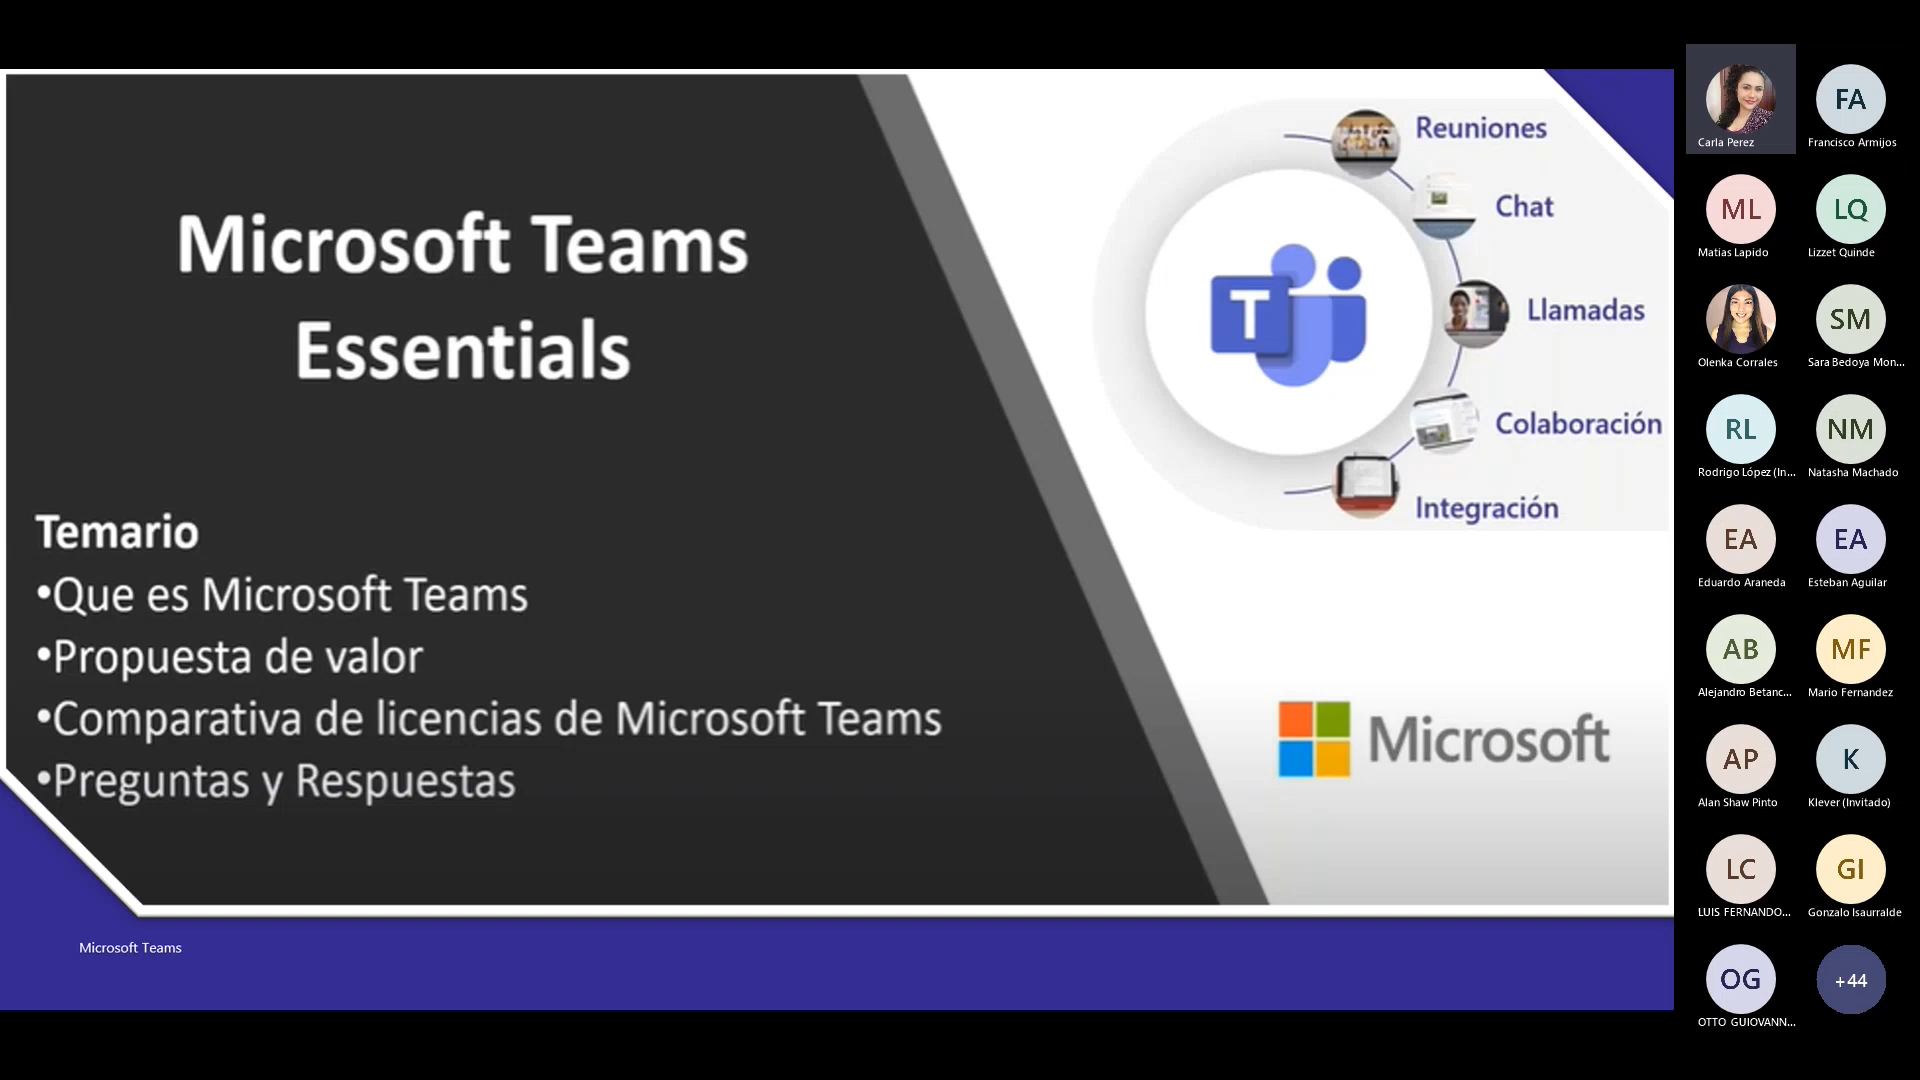 Microsoft Teams
Essentials
Temario
•Que es Microsoft Teams
•Propuesta de valor
•Comparativa de licencias de Microsoft Teams
•Preguntas y Respuestas
Reuniones
Chat
T
Llamadas
Colaboración
Integración
Microsoft
Microsoft Teams
Carla Perez
FA
Francisco Armijos
ML
Matias Lapido
LQ
Lizzet Quinde
Olenka Corrales
SM
Sara Bedoya Mon...
RL
Rodrigo López (In...
NM
Natasha Machado
EA
Eduardo Araneda
EA
Esteban Aguilar
AB
Alejandro Betanc...
MF
Mario Fernandez
AP
Alan Shaw Pinto
K
Klever (Invitado)
LC
LUIS FERNANDO...
GI
Gonzalo Isaurralde
OG
OTTO GUIOVANN...
+44